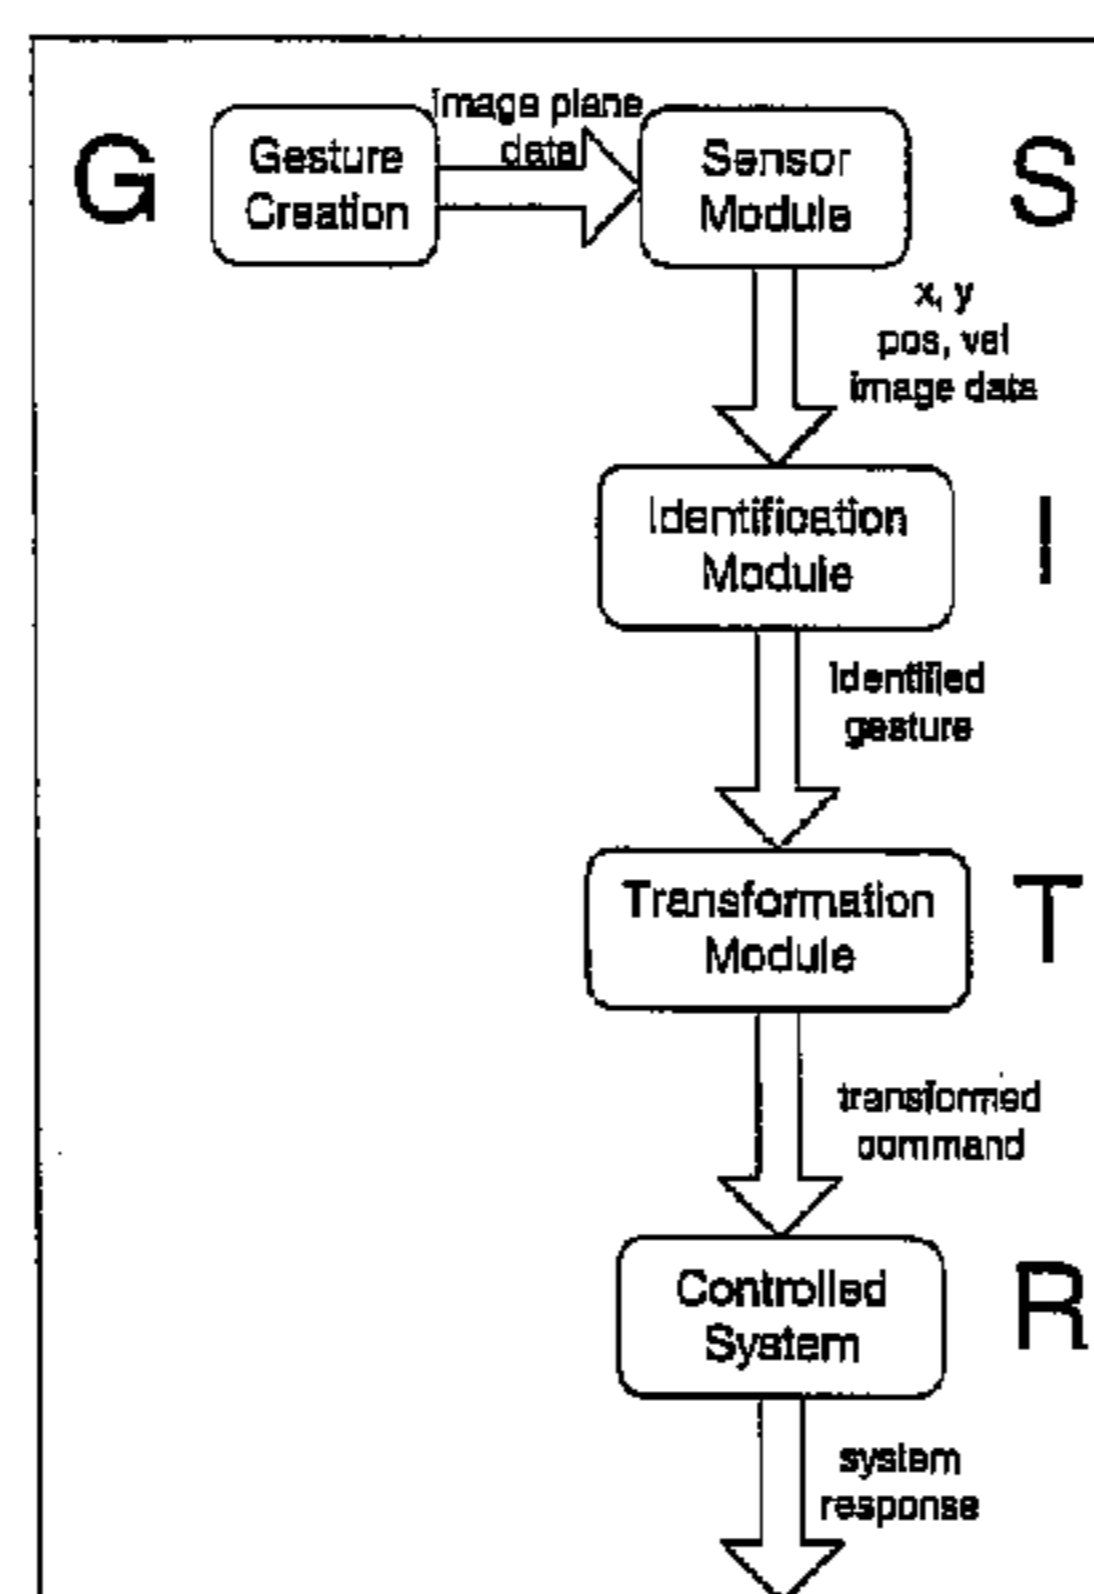 G
Gesture
Creation
image plane
data
Sensor
Module
S
x, y
pos, vel
image data
Identification
Module
I
identified
gesture
Transformation
Module
T
transformed
command
Controlled
System
R
system
response